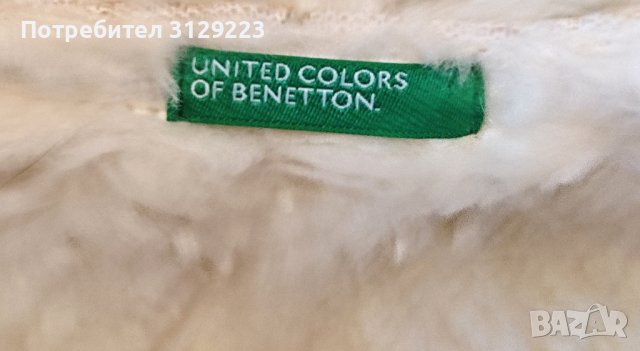 Потребител 3129223
UNITED COLORS
OF BENETTON.
BAZAR